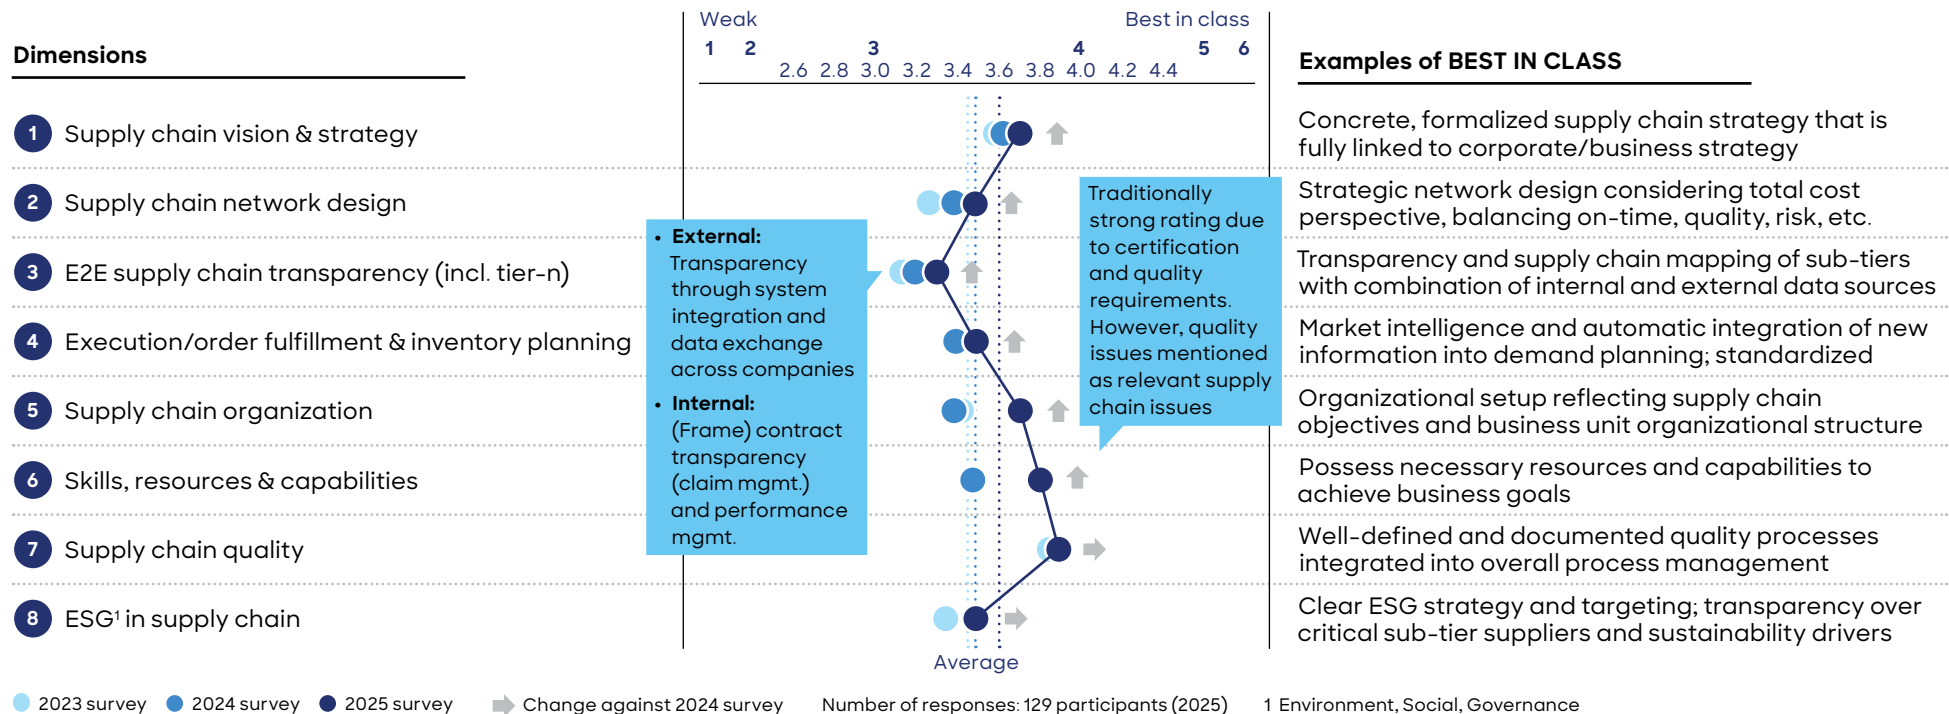 Dimensions
Weak
Best in class
1 2 3 4 5 6
2.6 2.8 3.0 3.2 3.4 3.6 3.8 4.0 4.2 4.4
Examples of BEST IN CLASS
1 Supply chain vision & strategy
Concrete, formalized supply chain strategy that is
fully linked to corporate/business strategy
2 Supply chain network design
Strategic network design considering total cost
perspective, balancing on-time, quality, risk, etc.
3 E2E supply chain transparency (incl. tier-n)
Transparency and supply chain mapping of sub-tiers
with combination of internal and external data sources
4 Execution/order fulfillment & inventory planning
Market intelligence and automatic integration of new
information into demand planning; standardized
5 Supply chain organization
Organizational setup reflecting supply chain
objectives and business unit organizational structure
6 Skills, resources & capabilities
Possess necessary resources and capabilities to
achieve business goals
7 Supply chain quality
Well-defined and documented quality processes
integrated into overall process management
8 ESG¹ in supply chain
Clear ESG strategy and targeting; transparency over
critical sub-tier suppliers and sustainability drivers
• External:
Transparency
through system
integration and
data exchange
across companies
• Internal:
(Frame) contract
transparency
(claim mgmt.)
and performance
mgmt.
Traditionally
strong rating due
to certification
and quality
requirements.
However, quality
issues mentioned
as relevant supply
chain issues
Average
2023 survey 2024 survey 2025 survey Change against 2024 survey Number of responses: 129 participants (2025) 1 Environment, Social, Governance